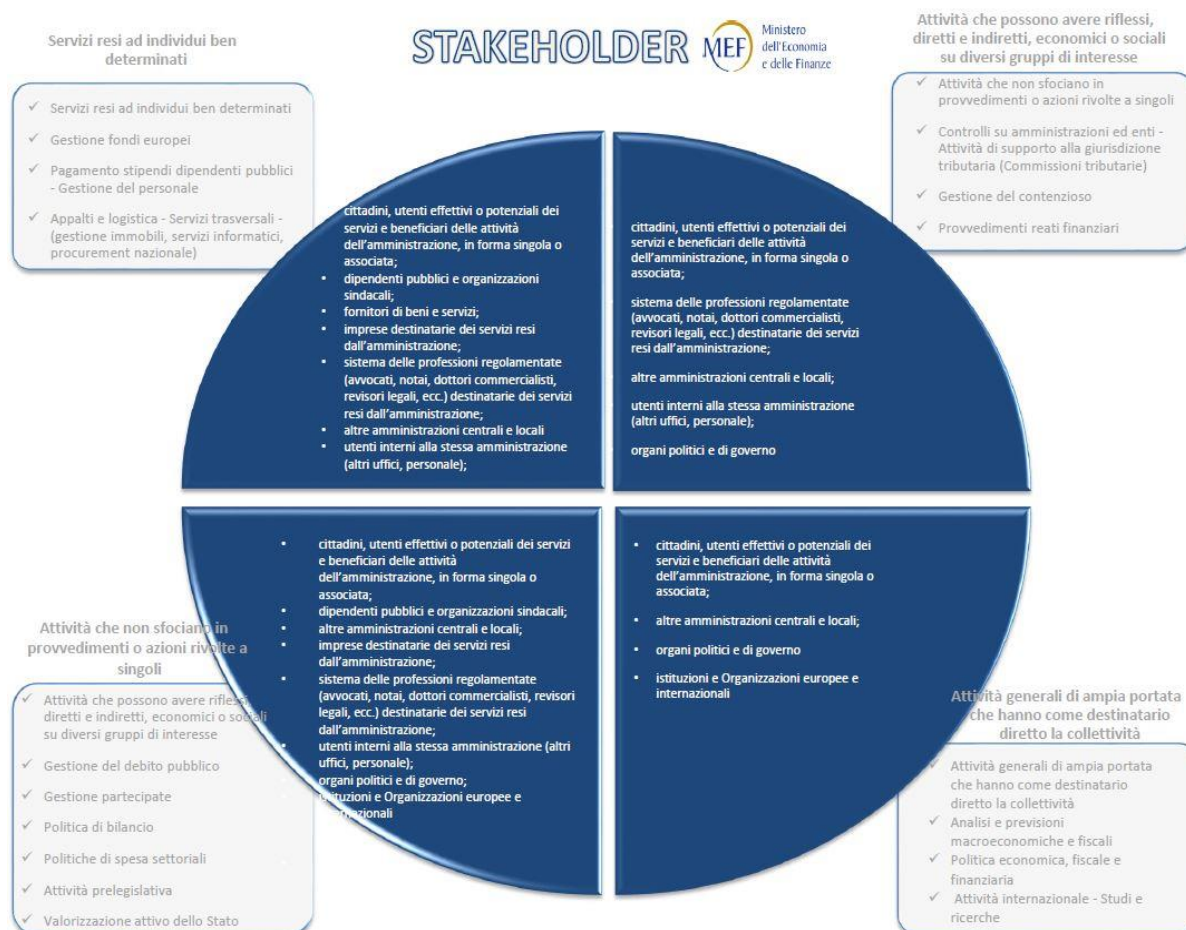 STAKEHOLDER
MEF
Ministero
dell'Economia
e delle Finanze
Servizi resi ad individui ben
determinati
✓ Servizi resi ad individui ben determinati
✓ Gestione fondi europei
✓ Pagamento stipendi dipendenti pubblici
- Gestione del personale
✓ Appalti e logistica - Servizi trasversali -
(gestione immobili, servizi informatici,
procurement nazionale)
Attività che possono avere riflessi,
diretti e indiretti, economici o sociali
su diversi gruppi di interesse
✓ Attività che non sfociano in
provvedimenti o azioni rivolte a singoli
✓ Controlli su amministrazioni ed enti -
Attività di supporto alla giurisdizione
tributaria (Commissioni tributarie)
✓ Gestione del contenzioso
✓ Provvedimenti reati finanziari
cittadini, utenti effettivi o potenziali dei
servizi e beneficiari delle attività
dell'amministrazione, in forma singola o
associata;
• dipendenti pubblici e organizzazioni
sindacali;
• fornitori di beni e servizi;
• imprese destinatarie dei servizi resi
dall'amministrazione;
• sistema delle professioni regolamentate
(avvocati, notai, dottori commercialisti,
revisori legali, ecc.) destinatarie dei servizi
resi dall'amministrazione;
• altre amministrazioni centrali e locali
• utenti interni alla stessa amministrazione
(altri uffici, personale);
cittadini, utenti effettivi o potenziali dei
servizi e beneficiari delle attività
dell'amministrazione, in forma singola o
associata;
sistema delle professioni regolamentate
(avvocati, notai, dottori commercialisti,
revisori legali, ecc.) destinatarie dei servizi
resi dall'amministrazione;
altre amministrazioni centrali e locali;
utenti interni alla stessa amministrazione
(altri uffici, personale);
organi politici e di governo
• cittadini, utenti effettivi o potenziali dei servizi
e beneficiari delle attività
dell'amministrazione, in forma singola o
associata;
• dipendenti pubblici e organizzazioni sindacali;
• altre amministrazioni centrali e locali;
• imprese destinatarie dei servizi resi
dall'amministrazione;
• sistema delle professioni regolamentate
(avvocati, notai, dottori commercialisti, revisori
legali, ecc.) destinatarie dei servizi resi
dall'amministrazione;
utenti interni alla stessa amministrazione (altri
uffici, personale);
organi politici e di governo;
e Organizzazioni europee e
• cittadini, utenti effettivi o potenziali dei
servizi e beneficiari delle attività
dell'amministrazione, in forma singola o
associata;
• altre amministrazioni centrali e locali;
• organi politici e di governo
• istituzioni e Organizzazioni europee e
internazionali
Attività che non sfociano in
provvedimenti o azioni rivolte a
singoli
✓ Attività che possono avere riflessi,
diretti e indiretti, economici o sociali
su diversi gruppi di interesse
✓ Gestione del debito pubblico
✓ Gestione partecipate
✓ Politica di bilancio
✓ Politiche di spesa settoriali
✓ Attività prelegislativa
✓ Valorizzazione attivo dello Stato
Attività generali di ampia portata
che hanno come destinatario
diretto la collettività
✓ Attività generali di ampia portata
che hanno come destinatario
diretto la collettività
✓ Analisi e previsioni
macroeconomiche e fiscali
✓ Politica economica, fiscale e
finanziaria
✓ Attività internazionale - Studi e
ricerche